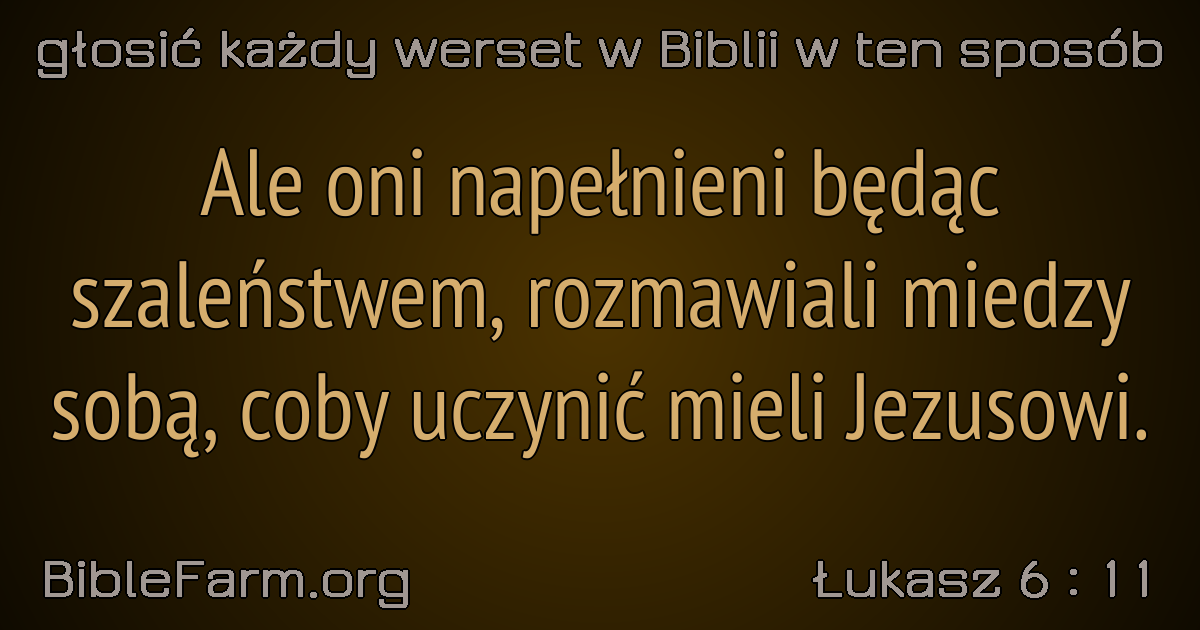 głosić każdy werset w Biblii w ten sposób
Ale oni napełnieni będąc
szaleństwem, rozmawiali miedzy
sobą, coby uczynić mieli Jezusowi.
BibleFarm.org
Łukasz 6 : 11